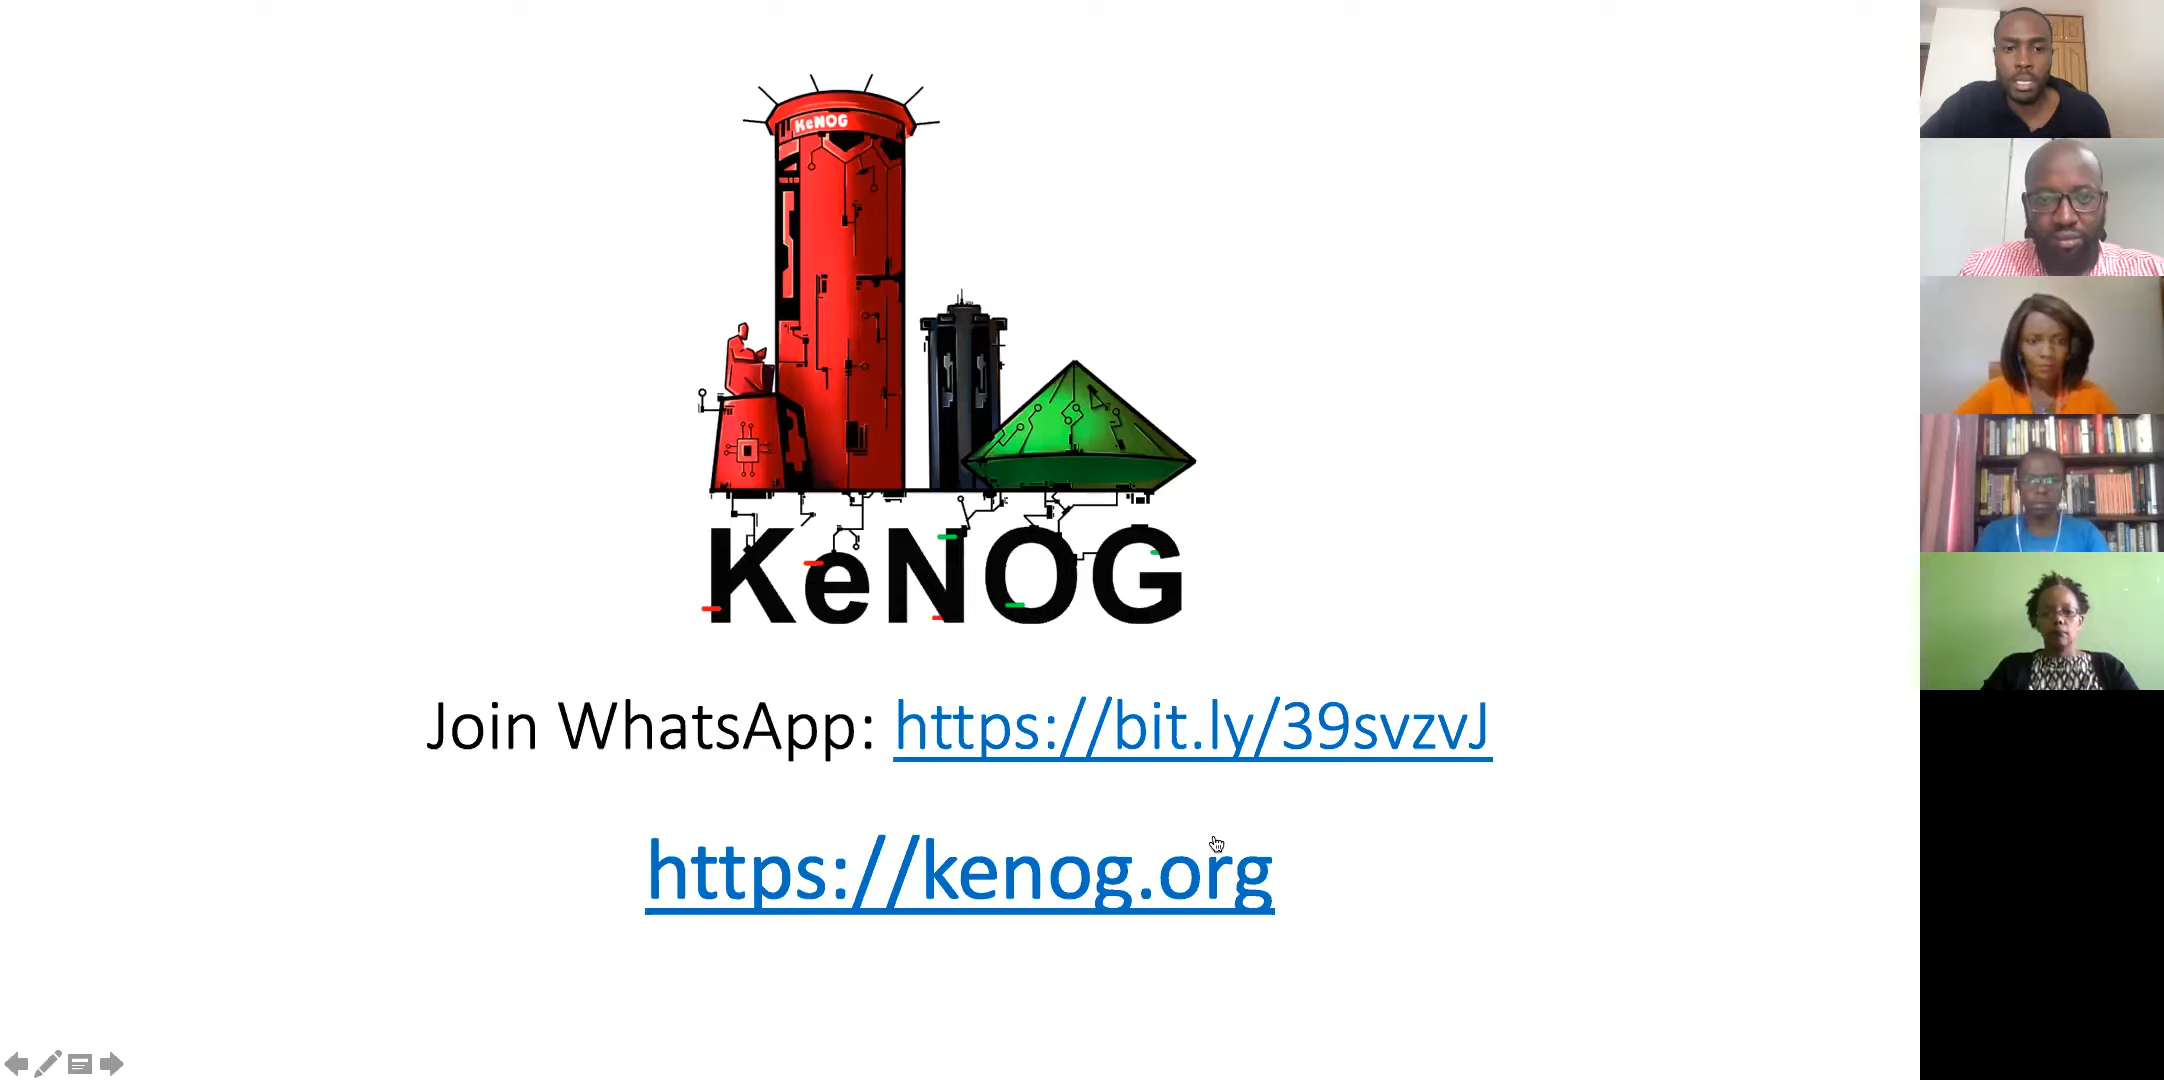 KeNOG
KeNOG
Join WhatsApp: https://bit.ly/39svzvJ
https://kenog.org